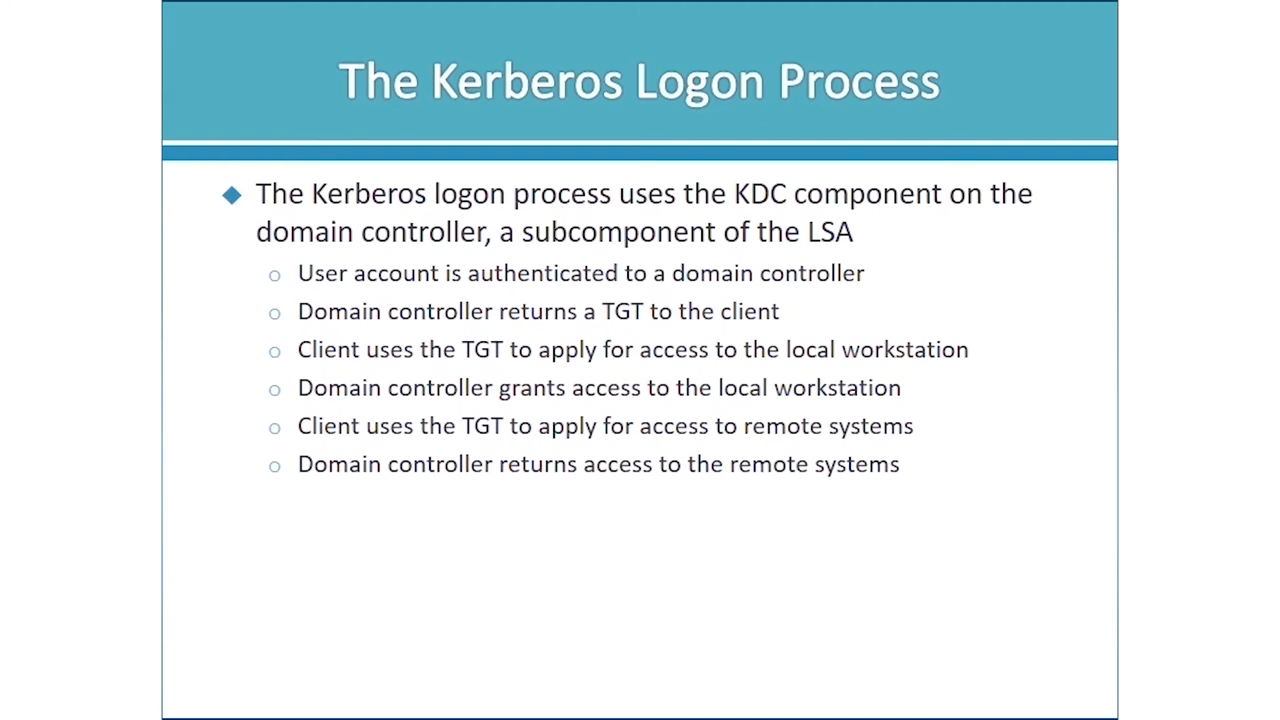 The Kerberos Logon Process
The Kerberos logon process uses the KDC component on the
domain controller, a subcomponent of the LSA
User account is authenticated to a domain controller
Domain controller returns a TGT to the client
Client uses the TGT to apply for access to the local workstation
Domain controller grants access to the local workstation
Client uses the TGT to apply for access to remote systems
Domain controller returns access to the remote systems